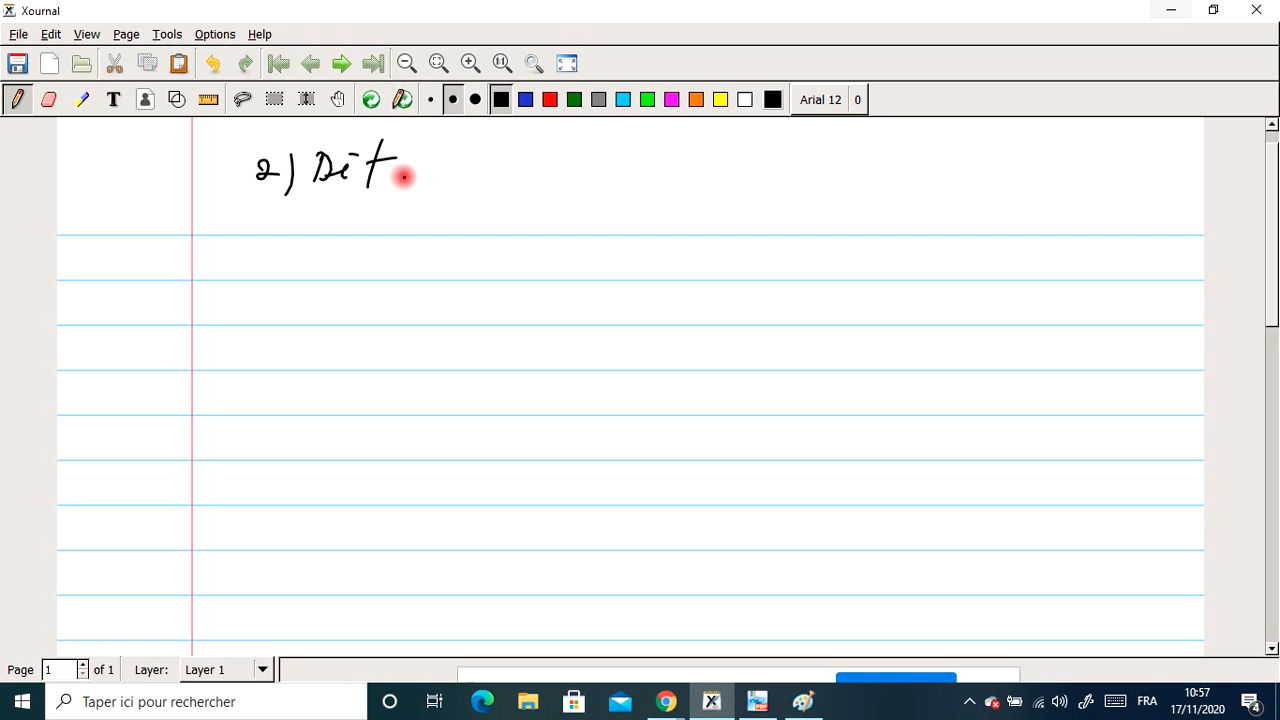 Xournal
File Edit View Page Tools Options Help
Arial 12 0
2) Dét
Page 1 of 1 Layer: Layer 1
Taper ici pour rechercher
FRA
10:57
17/11/2020
4